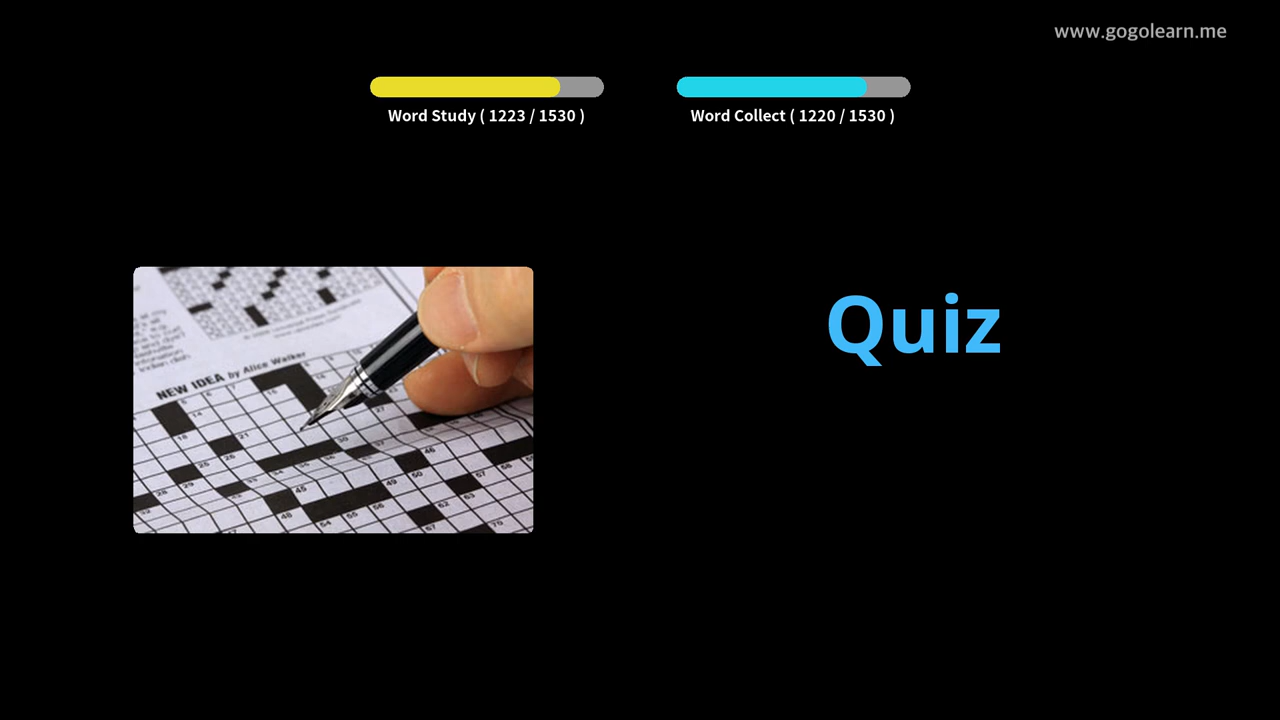 www.gogolearn.me
Word Study ( 1223 / 1530 )
Word Collect ( 1220 / 1530 )
NEW IDEA by Alice Walker
Quiz